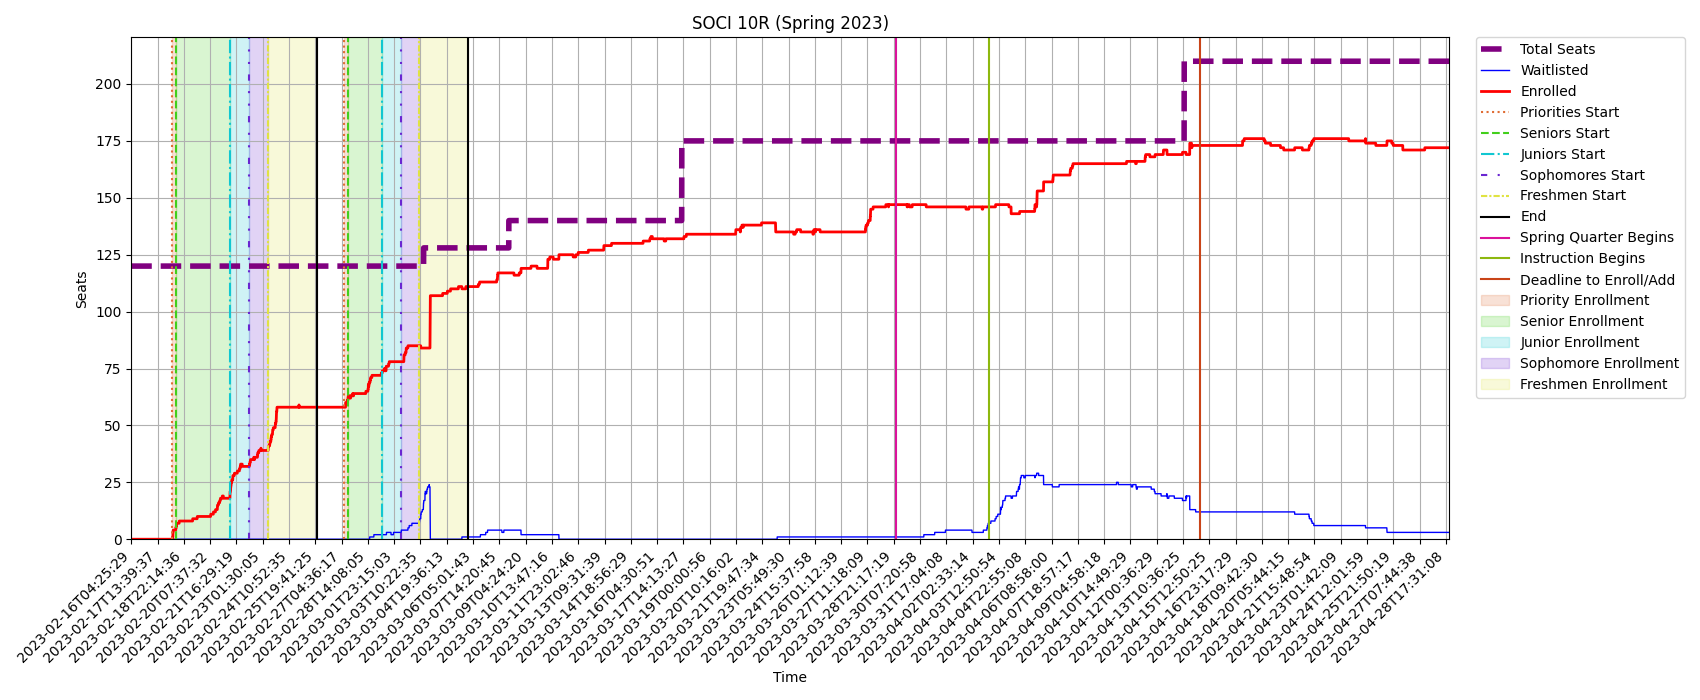 SOCI 10R (Spring 2023)
Total Seats
Waitlisted
Enrolled
Priorities Start
Seniors Start
Juniors Start
Sophomores Start
Freshmen Start
End
Spring Quarter Begins
Instruction Begins
Deadline to Enroll/Add
Priority Enrollment
Senior Enrollment
Junior Enrollment
Sophomore Enrollment
Freshmen Enrollment
Seats
200
175
150
125
100
75
50
25
0
2023-02-16T04:25:29
2023-02-17T13:39:37
2023-02-18T22:14:36
2023-02-20T07:37:32
2023-02-21T16:29:19
2023-02-23T01:30:05
2023-02-24T10:52:35
2023-02-25T19:41:25
2023-02-27T04:36:17
2023-02-28T14:08:05
2023-03-01T23:15:03
2023-03-03T10:22:35
2023-03-04T19:36:13
2023-03-06T05:01:43
2023-03-07T14:20:45
2023-03-09T04:24:20
2023-03-10T13:47:16
2023-03-11T23:02:46
2023-03-13T09:31:39
2023-03-14T18:56:29
2023-03-16T04:30:51
2023-03-17T14:13:27
2023-03-19T00:00:56
2023-03-20T10:16:02
2023-03-21T19:47:34
2023-03-23T05:49:30
2023-03-24T15:37:58
2023-03-26T01:12:39
2023-03-27T11:18:09
2023-03-28T21:17:19
2023-03-30T07:20:58
2023-03-31T17:04:08
2023-04-02T02:33:14
2023-04-03T12:50:54
2023-04-04T22:55:08
2023-04-06T08:58:00
2023-04-07T18:57:17
2023-04-09T04:58:18
2023-04-10T14:49:29
2023-04-12T00:36:29
2023-04-13T10:36:25
2023-04-15T12:50:25
2023-04-16T23:17:29
2023-04-18T09:42:30
2023-04-20T05:44:15
2023-04-21T15:48:54
2023-04-23T01:42:09
2023-04-24T12:01:59
2023-04-25T21:50:19
2023-04-27T07:44:38
2023-04-28T17:31:08
Time